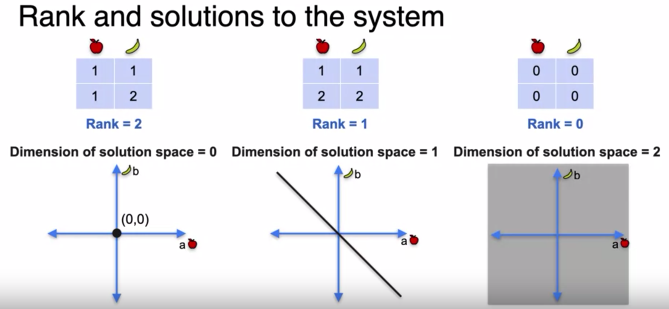 Rank and solutions to the system
1 1
1 2
Rank = 2
Dimension of solution space = 0
b
(0,0)
a
1 1
2 2
Rank = 1
Dimension of solution space = 1
b
a
0 0
0 0
Rank = 0
Dimension of solution space = 2
b
a